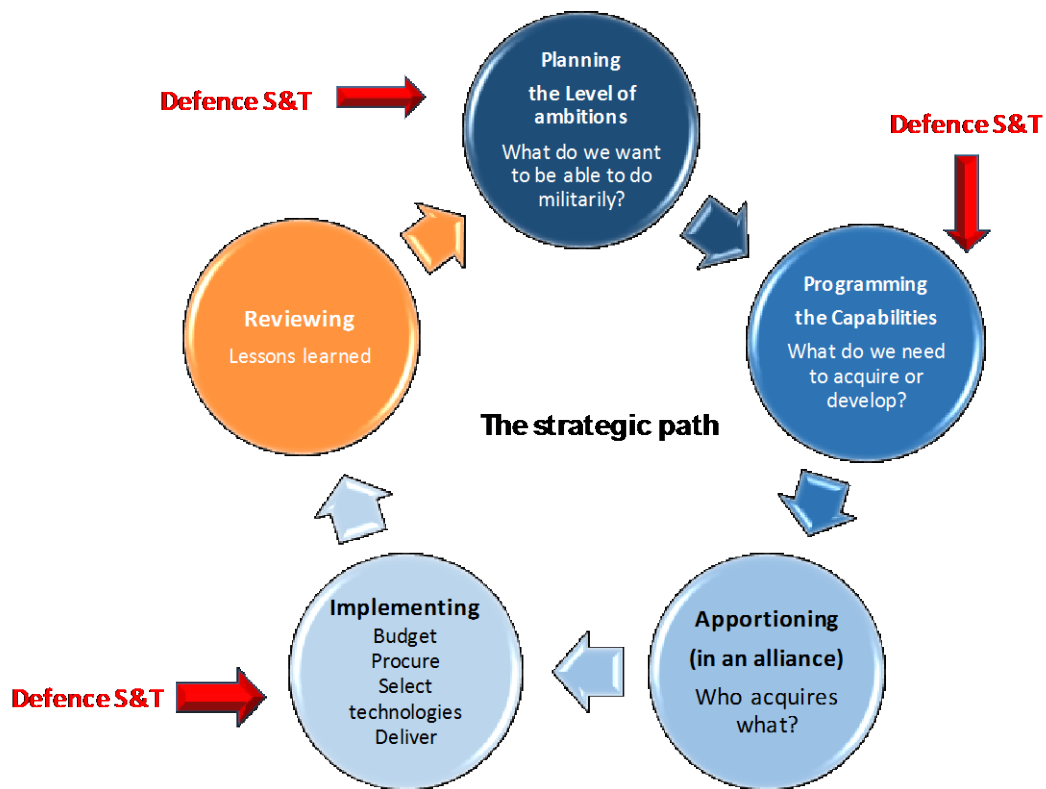 Planning
the Level of
ambitions
What do we want
to be able to do
militarily?
Defence S&T
Defence S&T
Programming
the Capabilities
What do we need
to acquire or
develop?
Reviewing
Lessons learned
The strategic path
Implementing
Budget
Procure
Select
technologies
Deliver
Apportioning
(in an alliance)
Who acquires
what?
Defence S&T